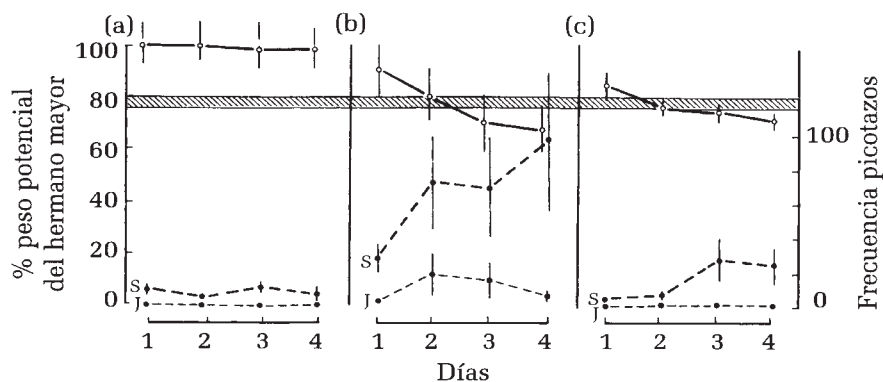 (a)
(b)
(c)
% peso potencial
del hermano mayor
100
80
60
40
20
0
S
J
S
J
S
J
100
0
Frecuencia picotazos
1 2 3 4
1 2 3 4
1 2 3 4
Días